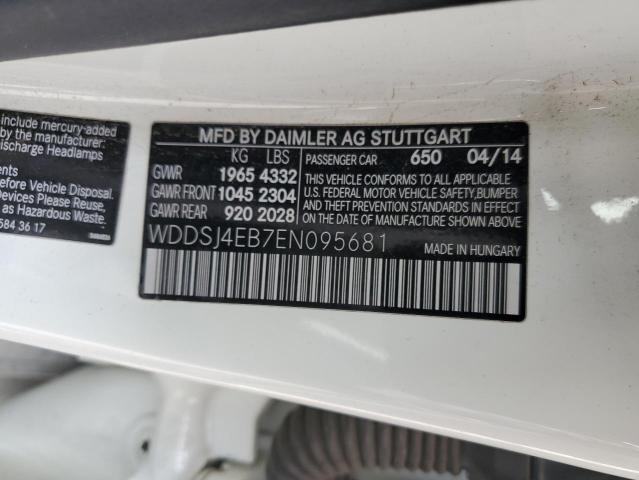 include mercury-added
by the manufacturer:
Discharge Headlamps
ents
efore Vehicle Disposal.
Devices Please Reuse,
as Hazardous Waste.
584 36 17
MFD BY DAIMLER AG STUTTGART
KG LBS PASSENGER CAR 650 04/14
GVWR 1965 4332
GAWR FRONT 1045 2304
GAWR REAR 920 2028
THIS VEHICLE CONFORMS TO ALL APPLICABLE
U.S. FEDERAL MOTOR VEHICLE SAFETY, BUMPER
AND THEFT PREVENTION STANDARDS IN EFFECT
ON THE DATE OF MANUFACTURE SHOWN ABOVE.
WDDSJ4EB7EN095681
MADE IN HUNGARY